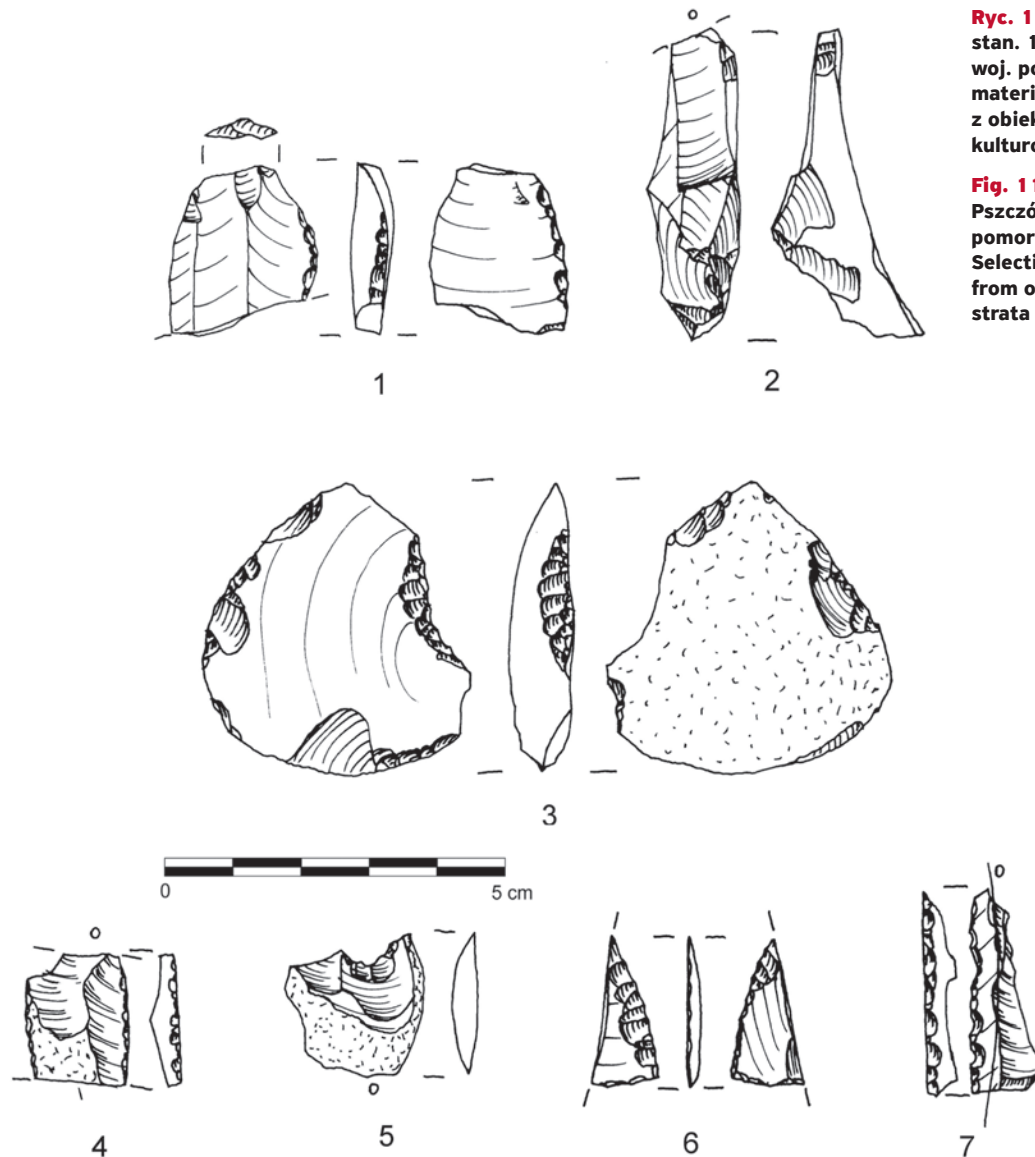 Ryc. 1
stan. 1
woj. po
materi
z obiek
kulturo
Fig. 11
Pszczó
pomor
Selecti
from o
strata
1
2
3
0 5 cm
4
5
6
7